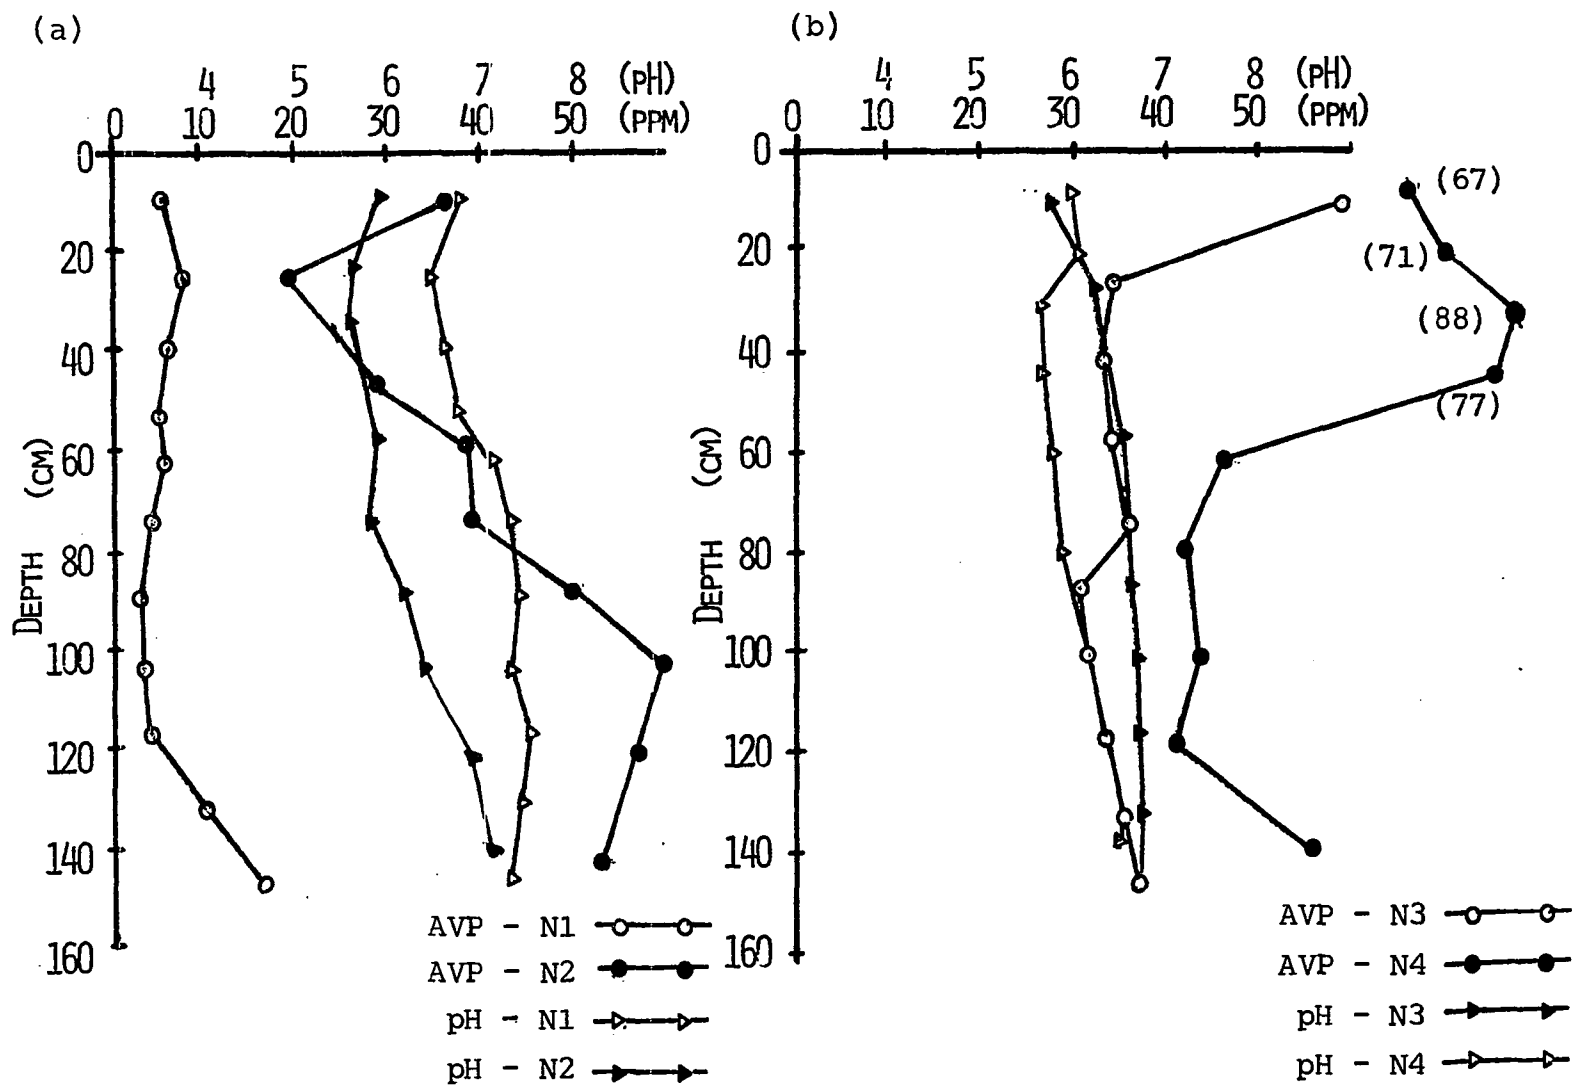 (a)
4 5 6 7 8 (pH)
0 10 20 30 40 50 (PPM)
0
20
40
60
80
100
120
140
160
DEPTH (CM)
AVP - N1
AVP - N2
pH - N1
pH - N2
(b)
4 5 6 7 8 (pH)
0 10 20 30 40 50 (PPM)
0
20
40
60
80
100
120
140
160
DEPTH (CM)
(67)
(71)
(88)
(77)
AVP - N3
AVP - N4
pH - N3
pH - N4